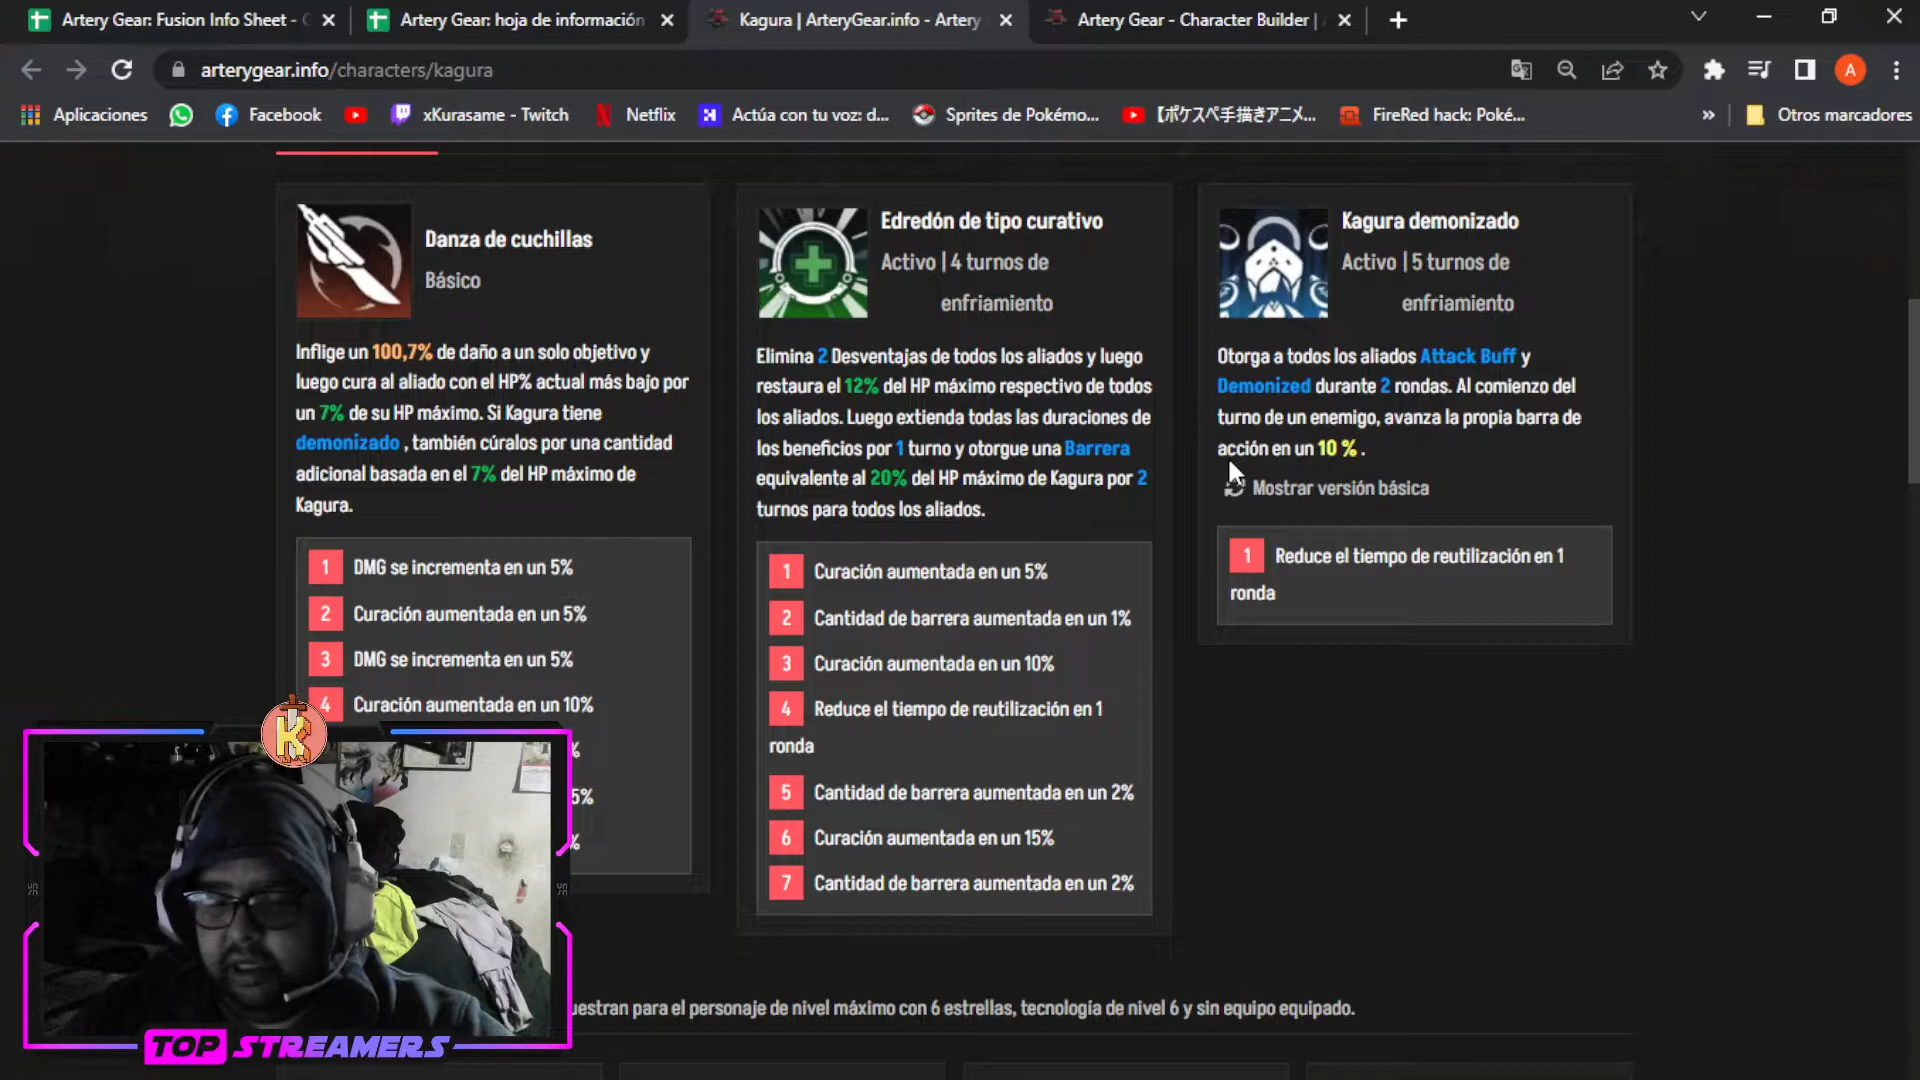 Artery Gear: Fusion Info Sheet -
Artery Gear: hoja de información
Kagura | ArteryGear.info - Artery
Artery Gear - Character Builder |
arterygear.info/characters/kagura
A
Aplicaciones
Facebook
xKurasame - Twitch
Netflix
Actúa con tu voz: d...
Sprites de Pokémo...
【ポケスペ手描きアニメ...
FireRed hack: Poké...
»
Otros marcadores
Danza de cuchillas
Básico
Inflige un 100,7% de daño a un solo objetivo y
luego cura al aliado con el HP% actual más bajo por
un 7% de su HP máximo. Si Kagura tiene
demonizado , también cúralos por una cantidad
adicional basada en el 7% del HP máximo de
Kagura.
1 DMG se incrementa en un 5%
2 Curación aumentada en un 5%
3 DMG se incrementa en un 5%
4 Curación aumentada en un 10%
%
5%
%
Edredón de tipo curativo
Activo | 4 turnos de
enfriamiento
Elimina 2 Desventajas de todos los aliados y luego
restaura el 12% del HP máximo respectivo de todos
los aliados. Luego extienda todas las duraciones de
los beneficios por 1 turno y otorgue una Barrera
equivalente al 20% del HP máximo de Kagura por 2
turnos para todos los aliados.
1 Curación aumentada en un 5%
2 Cantidad de barrera aumentada en un 1%
3 Curación aumentada en un 10%
4 Reduce el tiempo de reutilización en 1
ronda
5 Cantidad de barrera aumentada en un 2%
6 Curación aumentada en un 15%
7 Cantidad de barrera aumentada en un 2%
Kagura demonizado
Activo | 5 turnos de
enfriamiento
Otorga a todos los aliados Attack Buff y
Demonized durante 2 rondas. Al comienzo del
turno de un enemigo, avanza la propia barra de
acción en un 10 % .
Mostrar versión básica
1 Reduce el tiempo de reutilización en 1
ronda
K
uestran para el personaje de nivel máximo con 6 estrellas, tecnología de nivel 6 y sin equipo equipado.
TOP STREAMERS